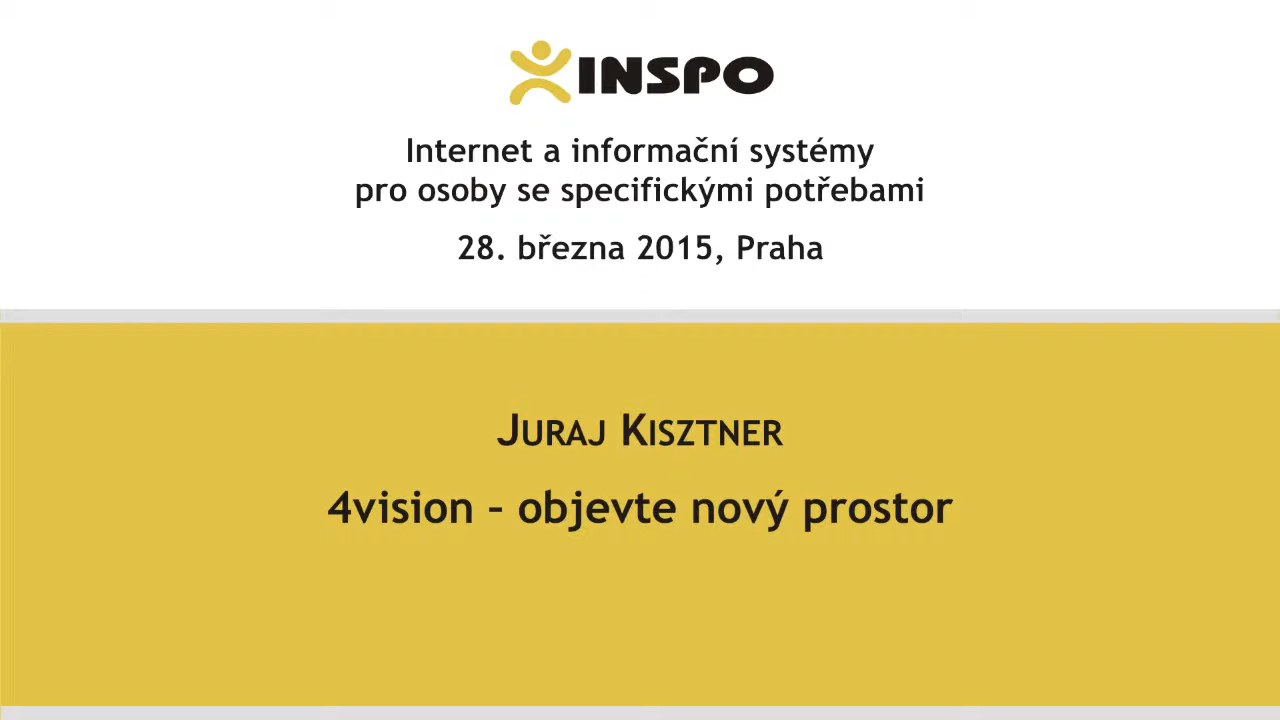 INSPO
Internet a informační systémy
pro osoby se specifickými potřebami
28. března 2015, Praha
Juraj Kisztner
4vision – objevte nový prostor